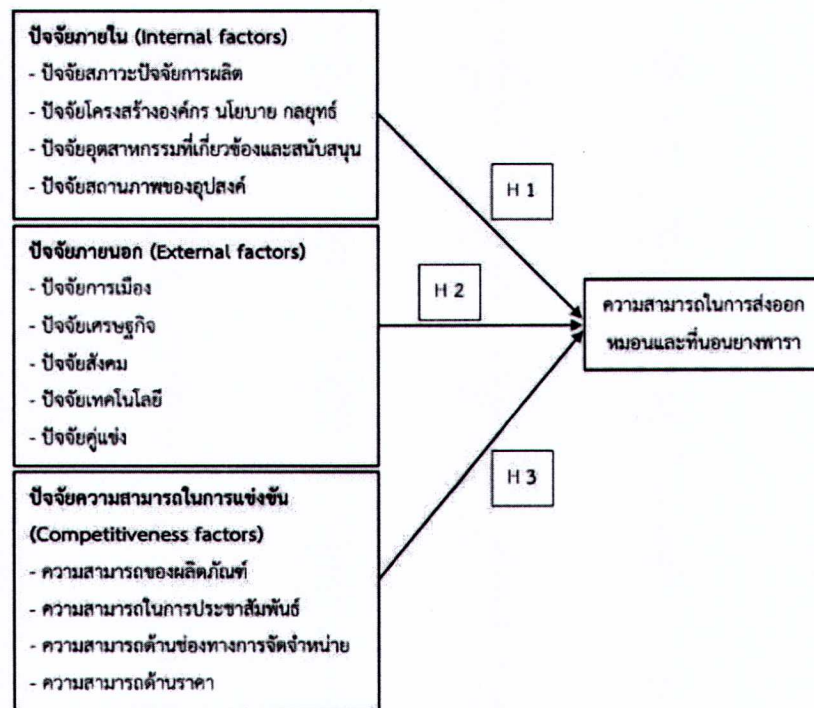 ปัจจัยภายใน (Internal factors)
- ปัจจัยสภาวะปัจจัยการผลิต
- ปัจจัยโครงสร้างองค์กร นโยบาย กลยุทธ์
- ปัจจัยอุตสาหกรรมที่เกี่ยวข้องและสนับสนุน
- ปัจจัยสถานภาพของอุปสงค์
H 1
ปัจจัยภายนอก (External factors)
- ปัจจัยการเมือง
- ปัจจัยเศรษฐกิจ
- ปัจจัยสังคม
- ปัจจัยเทคโนโลยี
- ปัจจัยคู่แข่ง
H 2
ความสามารถในการส่งออก
หมอนและที่นอนยางพารา
ปัจจัยความสามารถในการแข่งขัน
(Competitiveness factors)
- ความสามารถของผลิตภัณฑ์
- ความสามารถในการประชาสัมพันธ์
- ความสามารถด้านช่องทางการจัดจำหน่าย
- ความสามารถด้านราคา
H 3